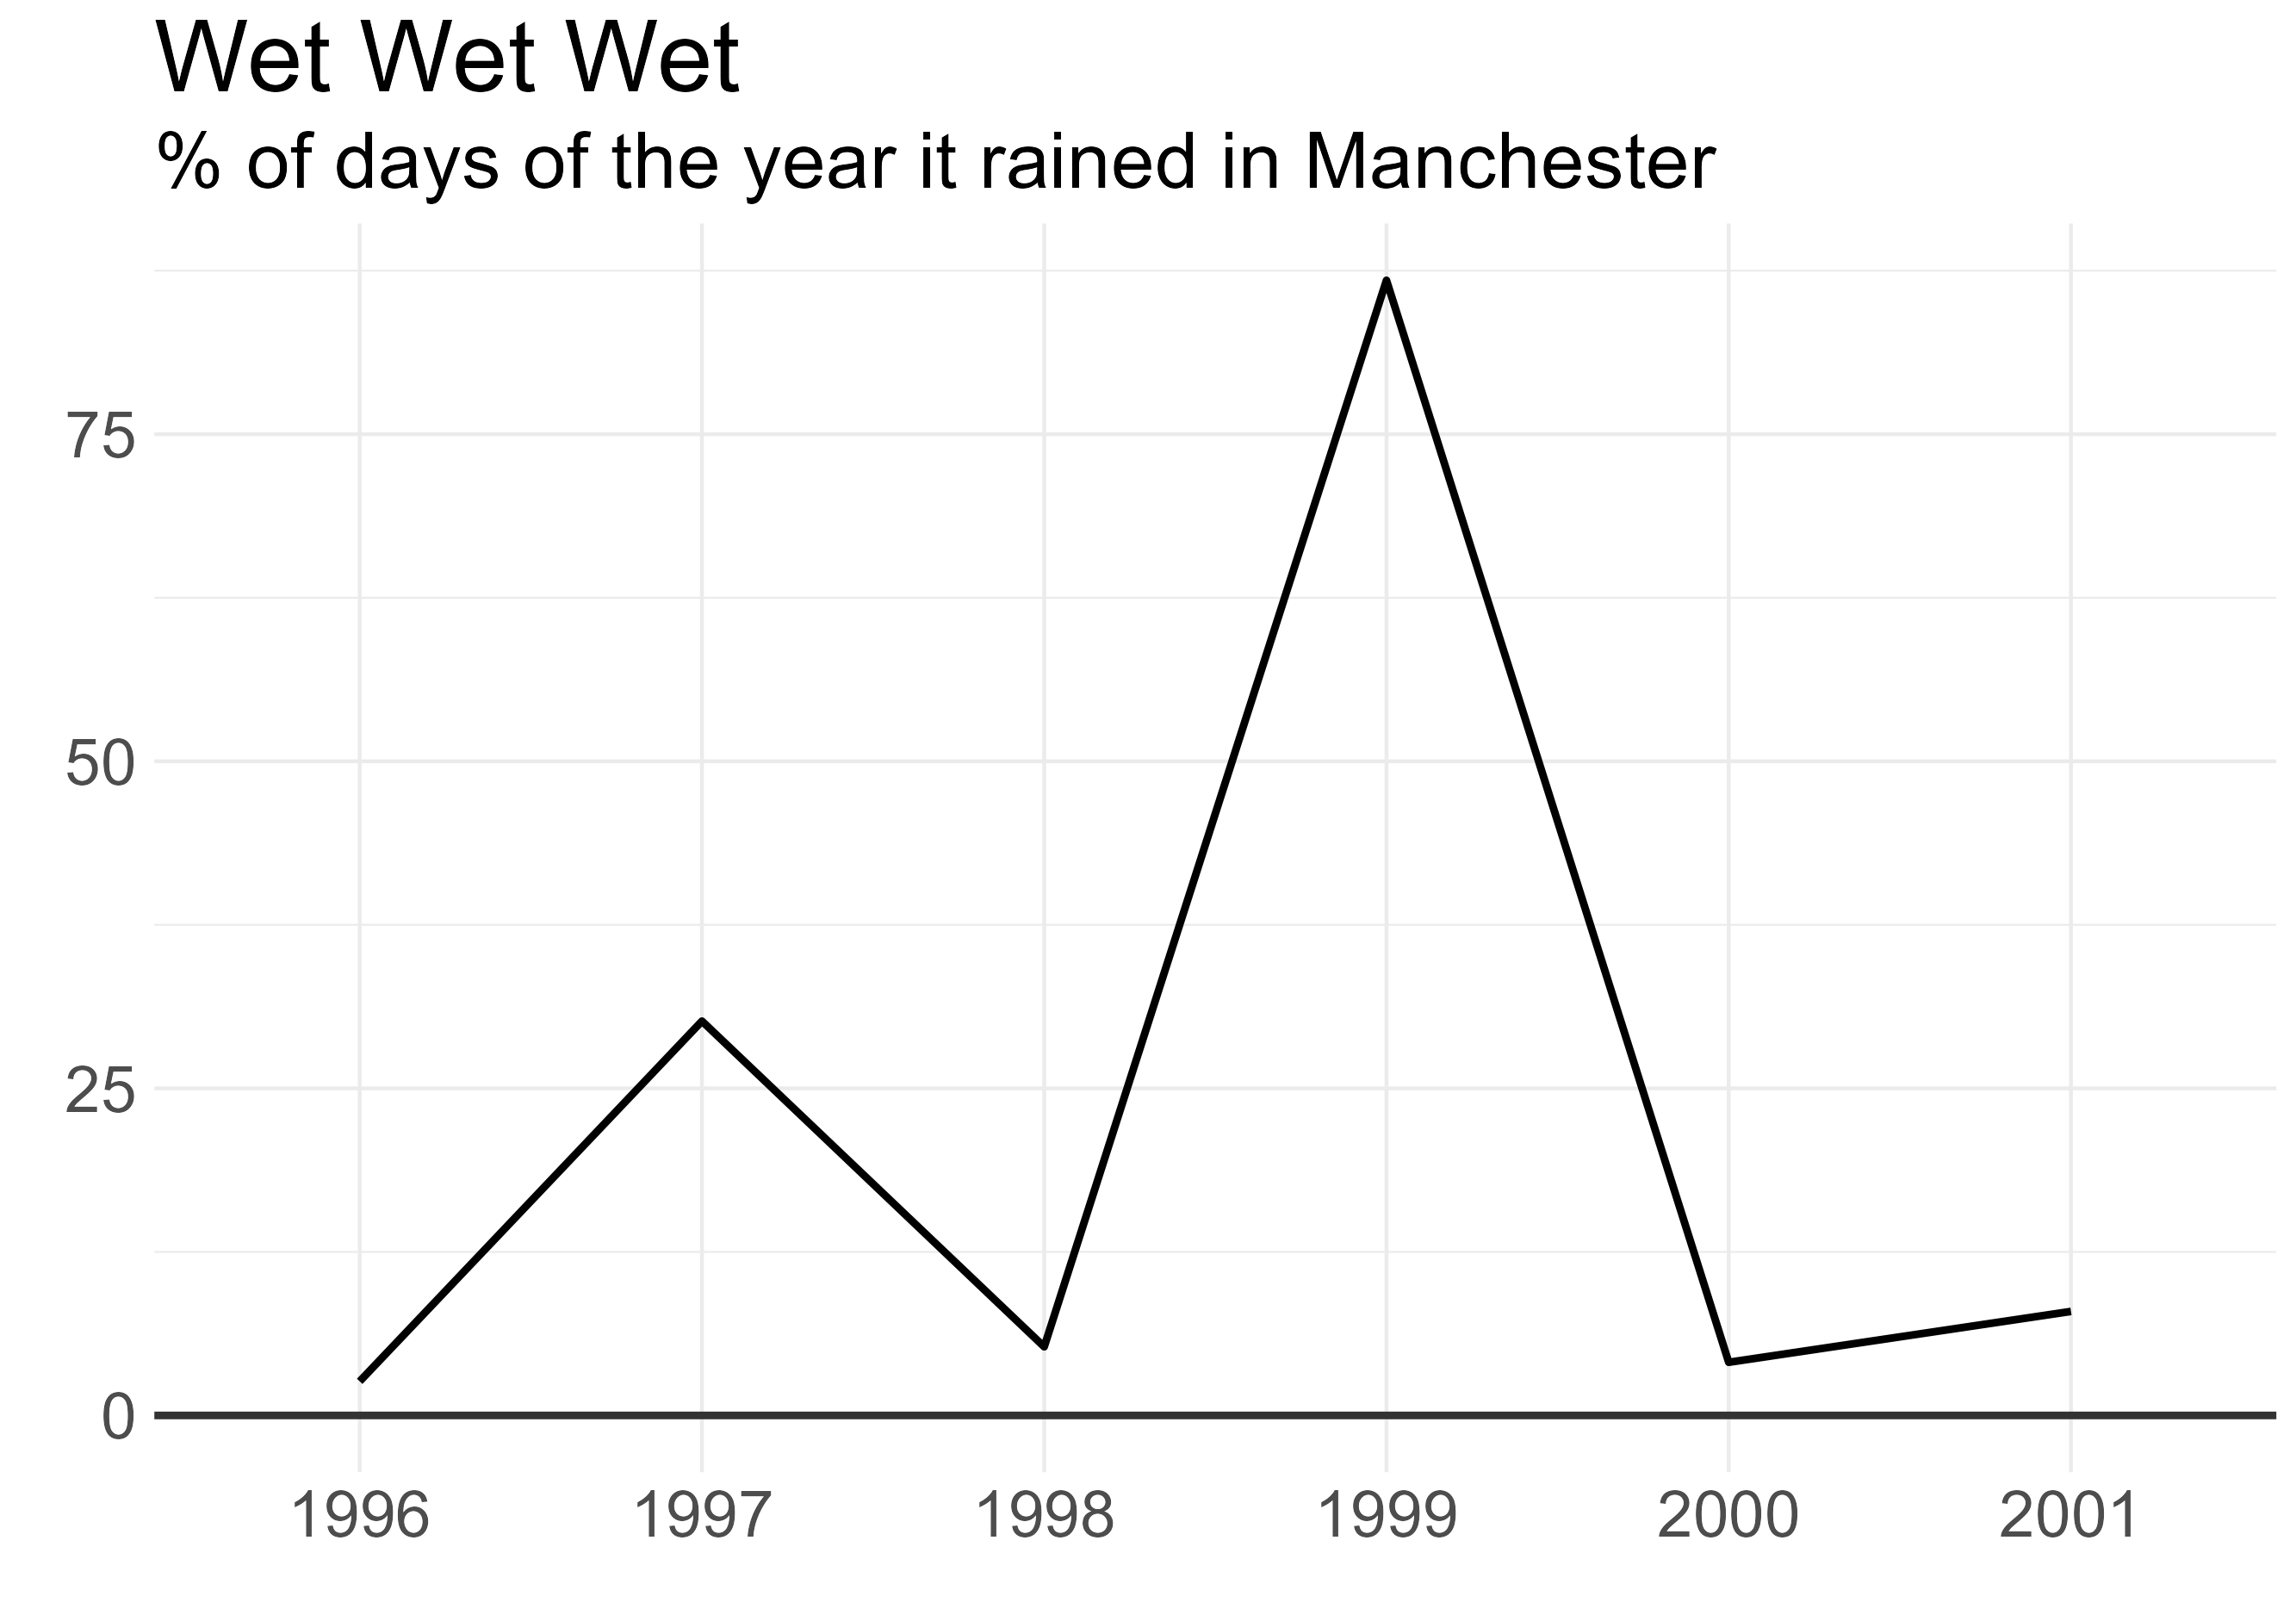 Wet Wet Wet
% of days of the year it rained in Manchester
75
50
25
0
1996 1997 1998 1999 2000 2001